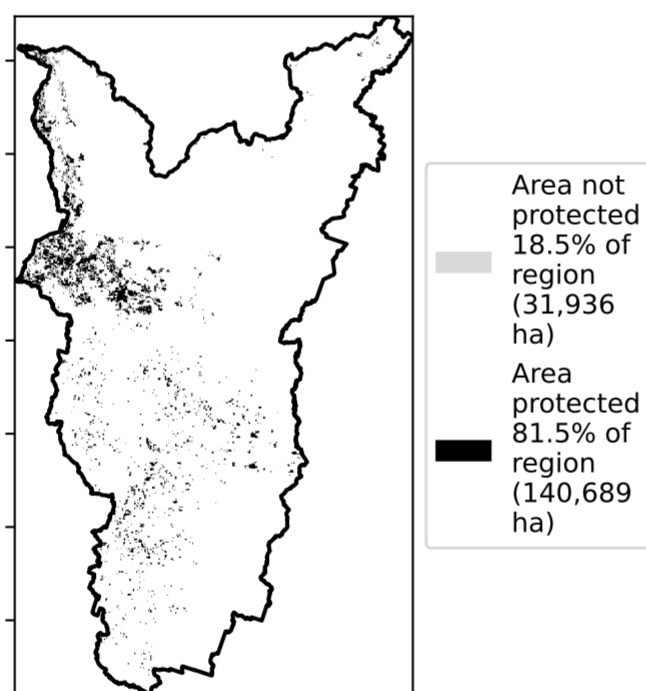 Area not
protected
18.5% of
region
(31,936
ha)
Area
protected
81.5% of
region
(140,689
ha)